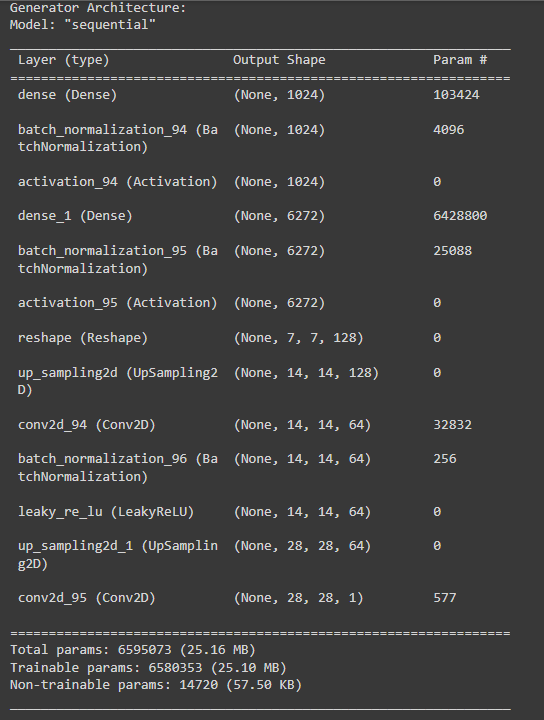 Generator Architecture:
Model: "sequential"
_________________________________________________________________
Layer (type) Output Shape Param #
=================================================================
dense (Dense) (None, 1024) 103424
batch_normalization_94 (Ba (None, 1024) 4096
tchNormalization)
activation_94 (Activation) (None, 1024) 0
dense_1 (Dense) (None, 6272) 6428800
batch_normalization_95 (Ba (None, 6272) 25088
tchNormalization)
activation_95 (Activation) (None, 6272) 0
reshape (Reshape) (None, 7, 7, 128) 0
up_sampling2d (UpSampling2 (None, 14, 14, 128) 0
D)
conv2d_94 (Conv2D) (None, 14, 14, 64) 32832
batch_normalization_96 (Ba (None, 14, 14, 64) 256
tchNormalization)
leaky_re_lu (LeakyReLU) (None, 14, 14, 64) 0
up_sampling2d_1 (UpSamplin (None, 28, 28, 64) 0
g2D)
conv2d_95 (Conv2D) (None, 28, 28, 1) 577
=================================================================
Total params: 6595073 (25.16 MB)
Trainable params: 6580353 (25.10 MB)
Non-trainable params: 14720 (57.50 KB)
_________________________________________________________________